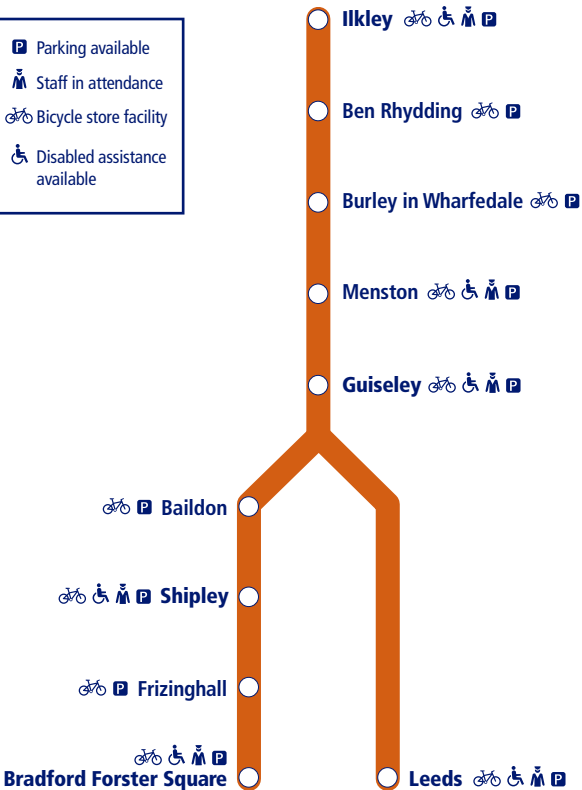 Ilkley P
P Parking available
Staff in attendance
Bicycle store facility
Disabled assistance
available
Ben Rhydding P
Burley in Wharfedale P
Menston P
Guiseley P
P Baildon
P Shipley
P Frizinghall
P
Bradford Forster Square
Leeds P